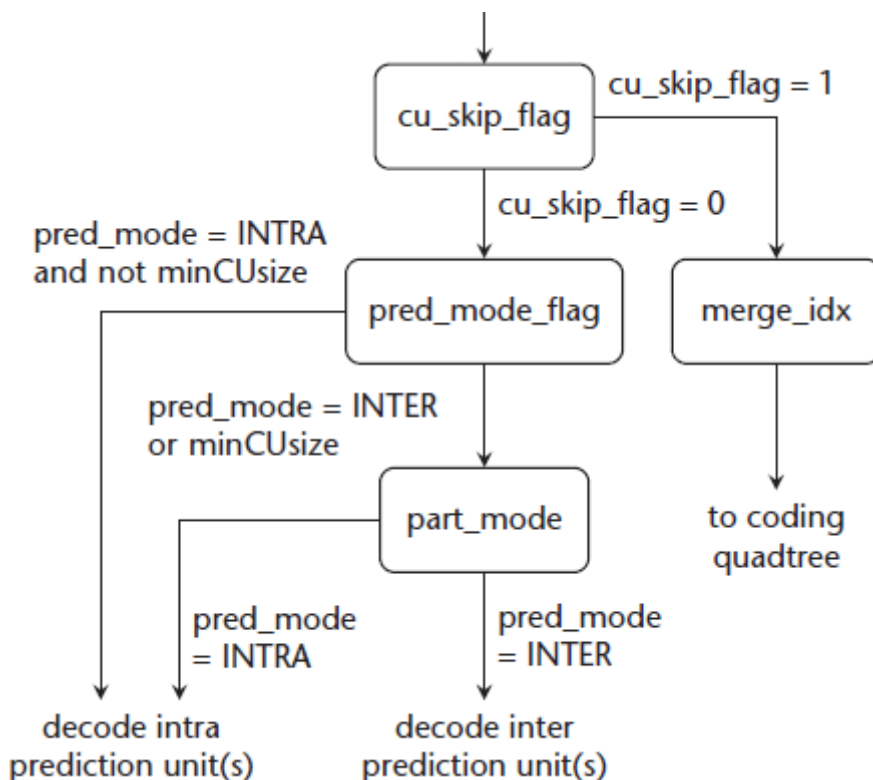 cu_skip_flag
cu_skip_flag = 1
cu_skip_flag = 0
pred_mode = INTRA
and not minCUsize
pred_mode_flag
merge_idx
pred_mode = INTER
or minCUsize
part_mode
to coding
quadtree
pred_mode
= INTRA
pred_mode
= INTER
decode intra
prediction unit(s)
decode inter
prediction unit(s)